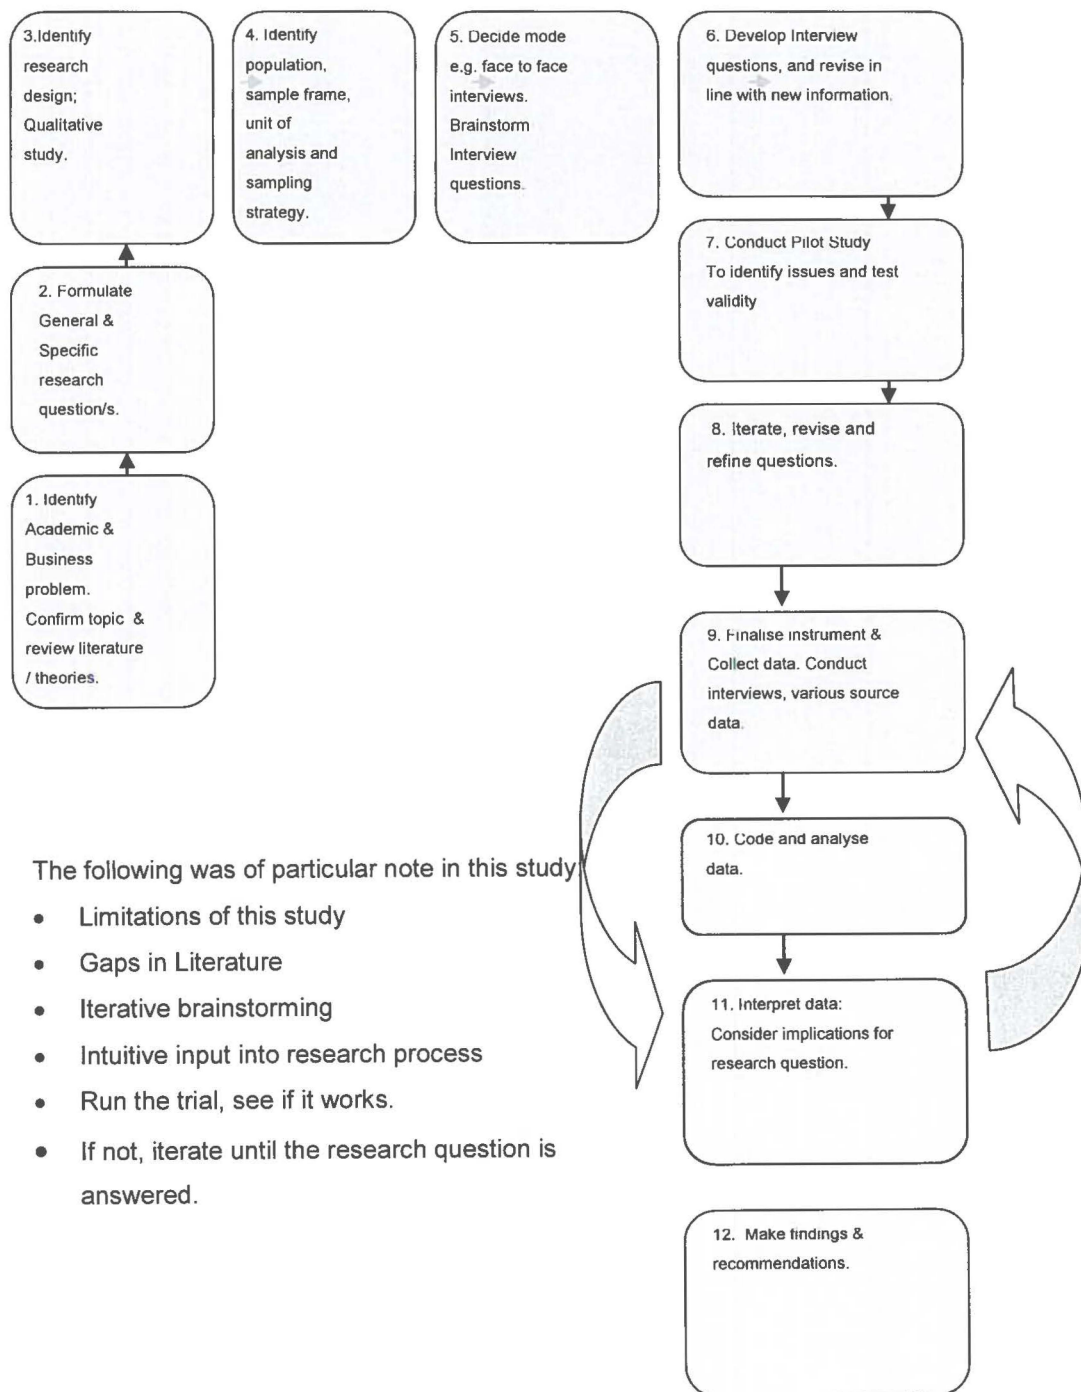 3.Identify
research
design;
Qualitative
study.
4. Identify
population,
sample frame,
unit of
analysis and
sampling
strategy.
5. Decide mode
e.g. face to face
interviews.
Brainstorm
Interview
questions.
6. Develop Interview
questions, and revise in
line with new information.
7. Conduct Pilot Study
To identify issues and test
validity
2. Formulate
General &
Specific
research
question/s.
8. Iterate, revise and
refine questions.
1. Identify
Academic &
Business
problem.
Confirm topic &
review literature
/ theories.
9. Finalise instrument &
Collect data. Conduct
interviews, various source
data.
10. Code and analyse
data.
The following was of particular note in this study:
• Limitations of this study
• Gaps in Literature
• Iterative brainstorming
• Intuitive input into research process
• Run the trial, see if it works.
• If not, iterate until the research question is
answered.
11. Interpret data:
Consider implications for
research question.
12. Make findings &
recommendations.